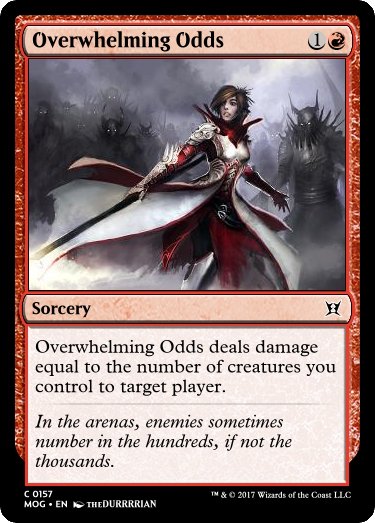 Overwhelming Odds 1
Sorcery
Overwhelming Odds deals damage
equal to the number of creatures you
control to target player.
In the arenas, enemies sometimes
number in the hundreds, if not the
thousands.
C 0157
MOG • EN THEDURRRRIAN
™ & © 2017 Wizards of the Coast LLC